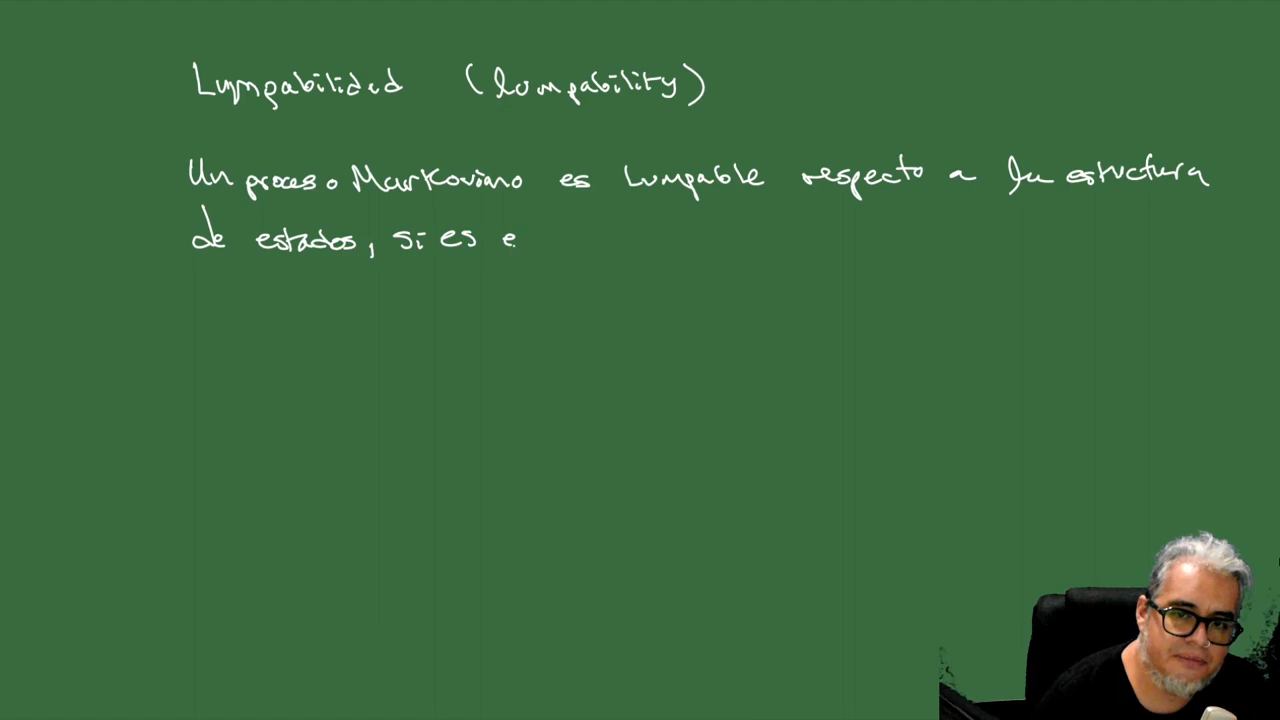 Lumpabilidad (lumpability)
Un proceso Markoviano es lumpable respecto a la estructura
de estados, si es e